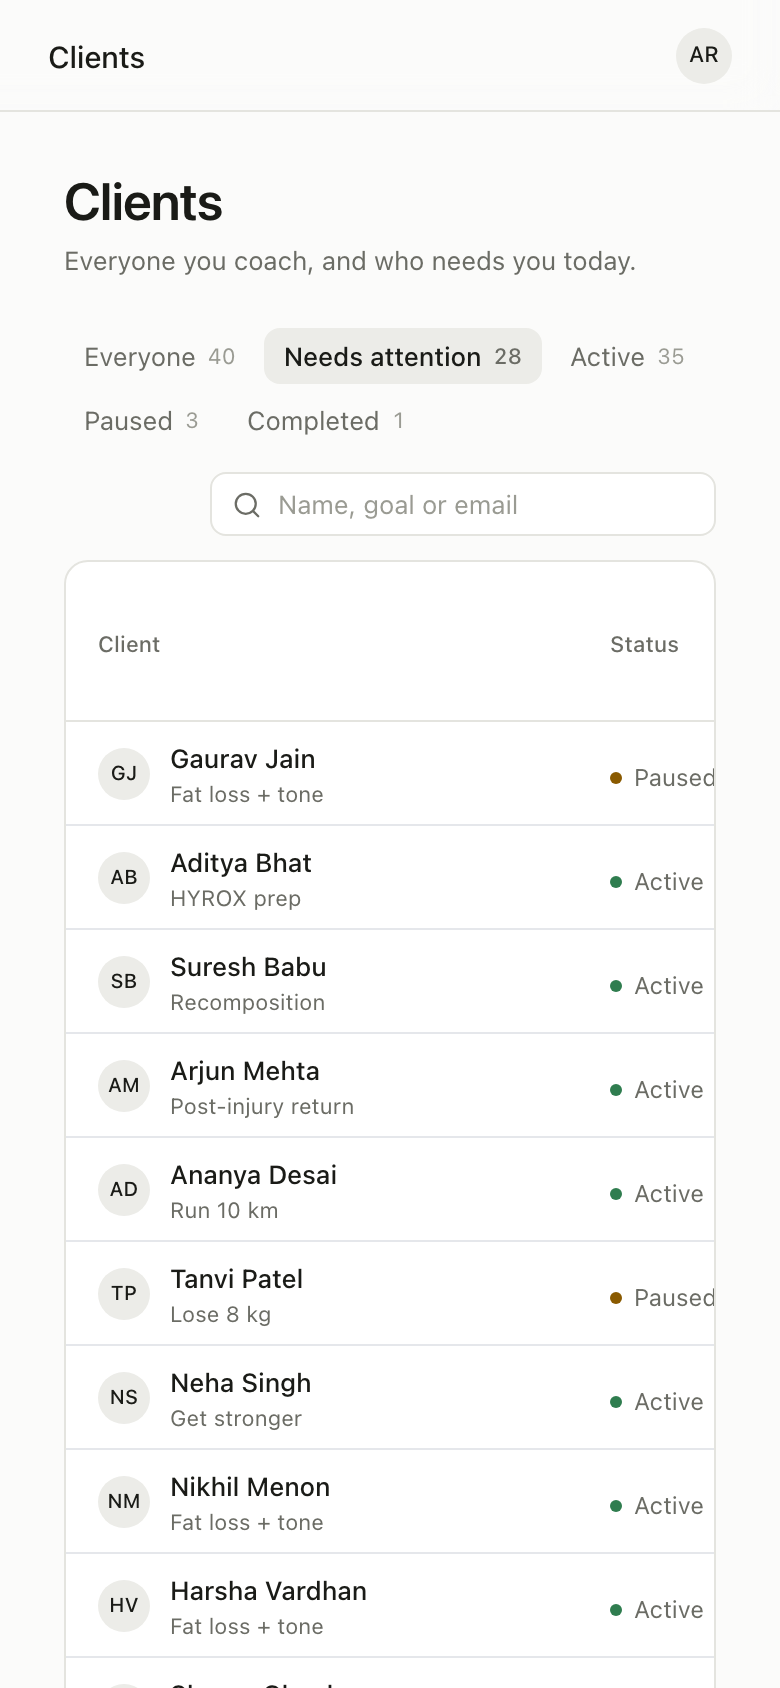 Clients
AR
Clients
Everyone you coach, and who needs you today.
Everyone 40 Needs attention 28 Active 35
Paused 3 Completed 1
Name, goal or email
Client Status
GJ Gaurav Jain
Fat loss + tone
Paused
AB Aditya Bhat
HYROX prep
Active
SB Suresh Babu
Recomposition
Active
AM Arjun Mehta
Post-injury return
Active
AD Ananya Desai
Run 10 km
Active
TP Tanvi Patel
Lose 8 kg
Paused
NS Neha Singh
Get stronger
Active
NM Nikhil Menon
Fat loss + tone
Active
HV Harsha Vardhan
Fat loss + tone
Active